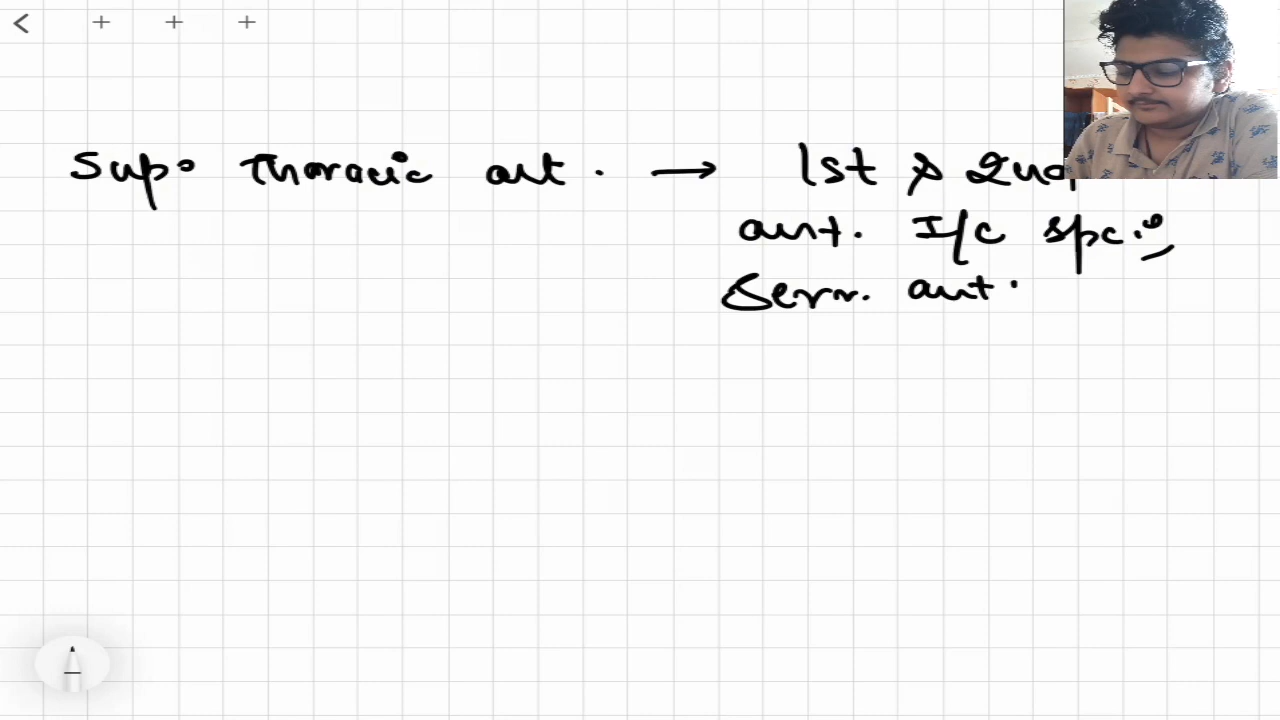 Sup. Thoracic art. → 1st & 2nd
ant. I/c spc.,
Serr. ant.